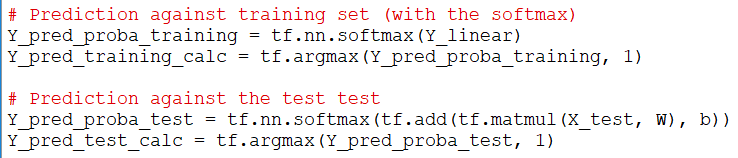 # Prediction against training set (with the softmax)
Y_pred_proba_training = tf.nn.softmax(Y_linear)
Y_pred_training_calc = tf.argmax(Y_pred_proba_training, 1)
# Prediction against the test test
Y_pred_proba_test = tf.nn.softmax(tf.add(tf.matmul(X_test, W), b))
Y_pred_test_calc = tf.argmax(Y_pred_proba_test, 1)